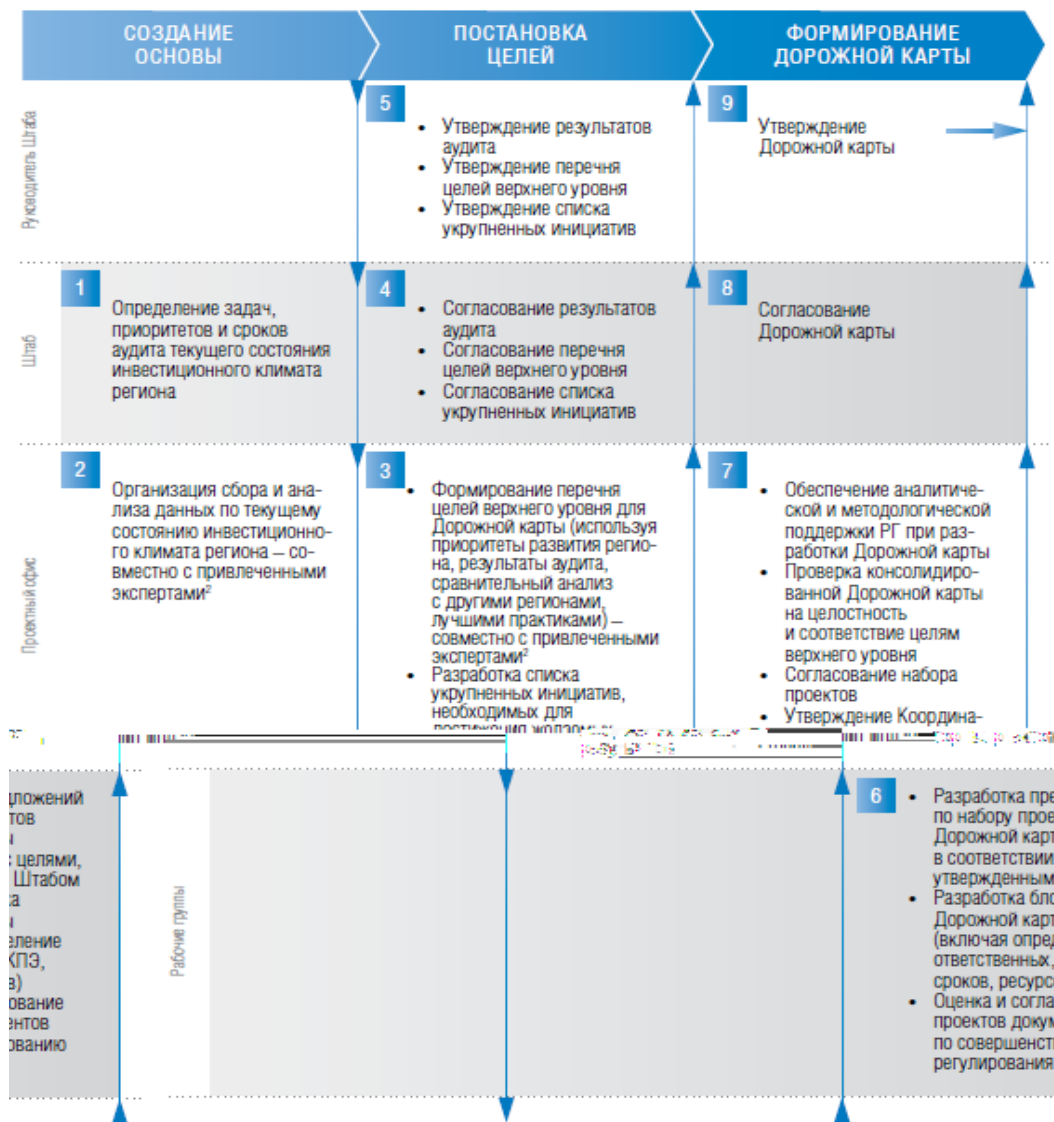 СОЗДАНИЕ
ОСНОВЫ
ПОСТАНОВКА
ЦЕЛЕЙ
ФОРМИРОВАНИЕ
ДОРОЖНОЙ КАРТЫ
Руководитель Штаба
5
• Утверждение результатов
аудита
• Утверждение перечня
целей верхнего уровня
• Утверждение списка
укрупненных инициатив
9
Утверждение
Дорожной карты
Штаб
1
Определение задач,
приоритетов и сроков
аудита текущего состояния
инвестиционного климата
региона
4
• Согласование результатов
аудита
• Согласование перечня
целей верхнего уровня
• Согласование списка
укрупненных инициатив
8
Согласование
Дорожной карты
Проектный офис
2
Организация сбора и ана-
лиза данных по текущему
состоянию инвестиционно-
го климата региона – со-
вместно с привлеченными
экспертами²
3
• Формирование перечня
целей верхнего уровня для
Дорожной карты (используя
приоритеты развития регио-
на, результаты аудита,
сравнительный анализ
с другими регионами,
лучшими практиками) –
совместно с привлеченными
экспертами²
• Разработка списка
укрупненных инициатив,
необходимых для
7
• Обеспечение аналитиче-
ской и методологической
поддержки РГ при раз-
работки Дорожной карты
• Проверка консолидиро-
ванной Дорожной карты
на целостность
и соответствие целям
верхнего уровня
• Согласование набора
проектов
• Утверждение Координа-
дложений
тов
с целями,
Штабом
а
еление
КПЭ,
в)
ование
ентов
ованию
Рабочие группы
6
• Разработка пре
по набору прое
Дорожной карт
в соответствии
утвержденным
• Разработка бло
Дорожной карт
(включая опред
ответственных,
сроков, ресурс
• Оценка и согла
проектов докум
по совершенст
регулирования